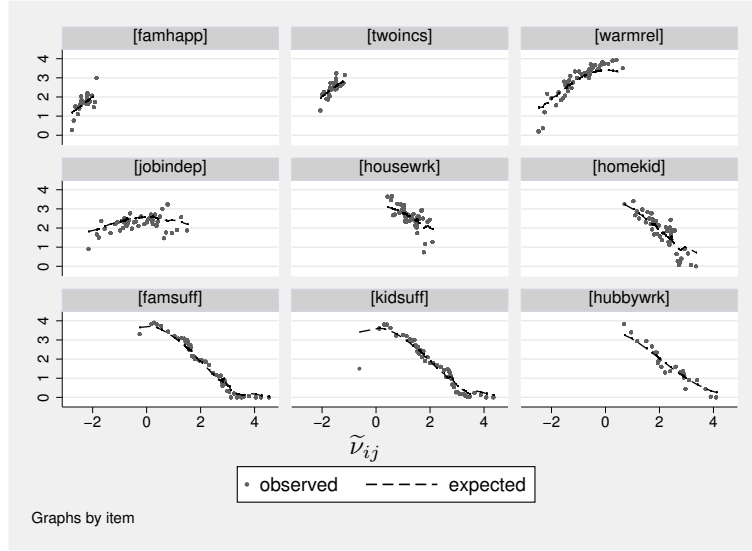 [famhapp] [twoincs] [warmrel]
4
3
2
1
0
[jobindep] [housewrk] [homekid]
4
3
2
1
0
[famsuff] [kidsuff] [hubbywrk]
4
3
2
1
0
−2 0 2 4 −2 0 2 4 −2 0 2 4
ν̃ij
observed expected
Graphs by item